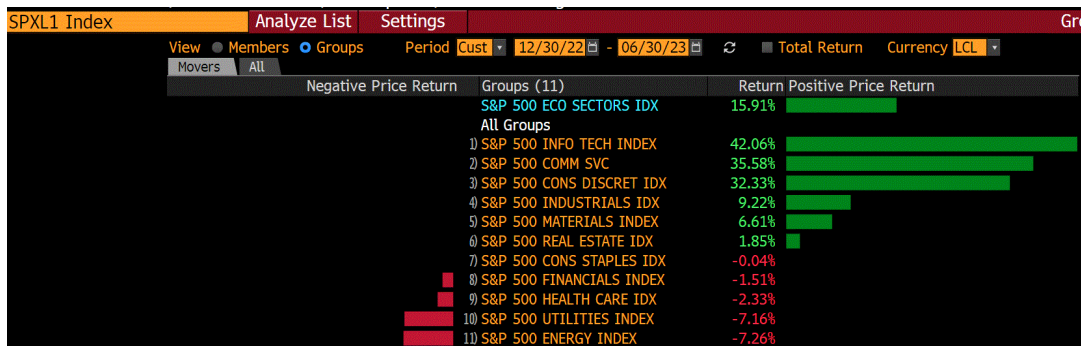 SPXL1 Index Analyze List Settings
View Members Groups Period Cust 12/30/22 - 06/30/23 Total Return Currency LCL
Movers All
Negative Price Return Groups (11) Return Positive Price Return
S&P 500 ECO SECTORS IDX 15.91%
All Groups
1) S&P 500 INFO TECH INDEX 42.06%
2) S&P 500 COMM SVC 35.58%
3) S&P 500 CONS DISCRET IDX 32.33%
4) S&P 500 INDUSTRIALS IDX 9.22%
5) S&P 500 MATERIALS INDEX 6.61%
6) S&P 500 REAL ESTATE IDX 1.85%
7) S&P 500 CONS STAPLES IDX -0.04%
8) S&P 500 FINANCIALS INDEX -1.51%
9) S&P 500 HEALTH CARE IDX -2.33%
10) S&P 500 UTILITIES INDEX -7.16%
11) S&P 500 ENERGY INDEX -7.26%